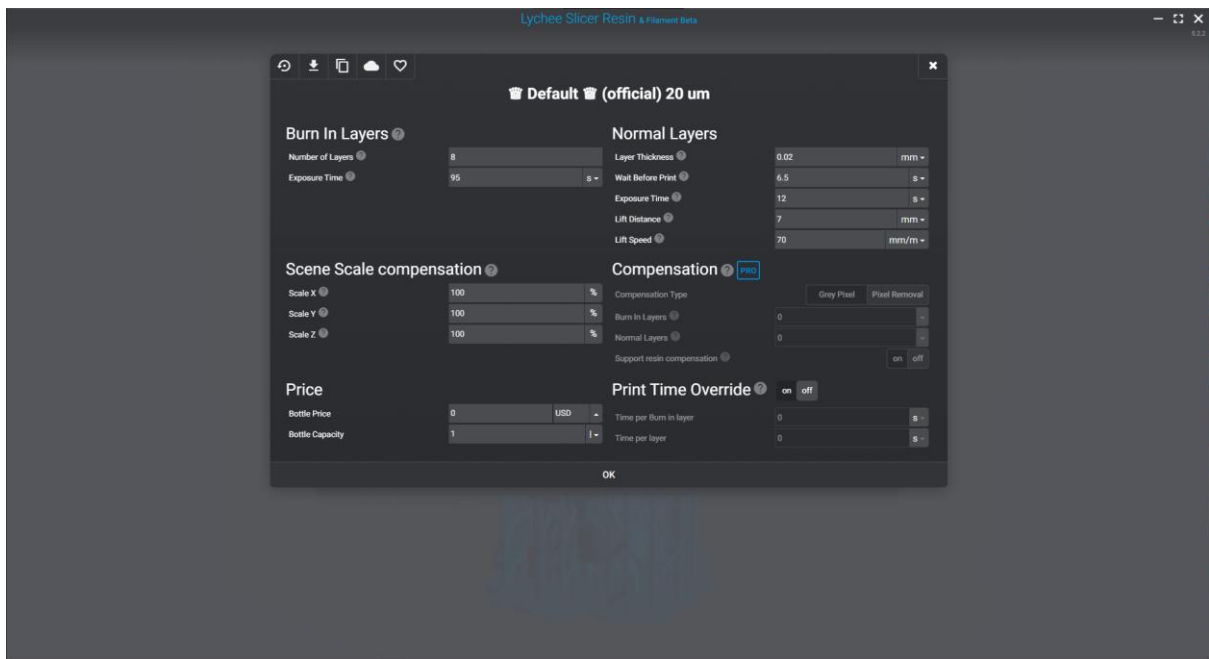 Lychee Slicer Resin & Filament Beta
5.2.2
Default (official) 20 um
Burn In Layers
Number of Layers 8
Exposure Time 95 s
Normal Layers
Layer Thickness 0.02 mm
Wait Before Print 6.5 s
Exposure Time 12 s
Lift Distance 7 mm
Lift Speed 70 mm/m
Scene Scale compensation
Scale X 100 %
Scale Y 100 %
Scale Z 100 %
Compensation PRO
Compensation Type Grey Pixel Pixel Removal
Burn In Layers 0
Normal Layers 0
Support resin compensation on off
Price
Bottle Price 0 USD
Bottle Capacity 1 l
Print Time Override on off
Time per Burn in layer 0 s
Time per layer 0 s
OK